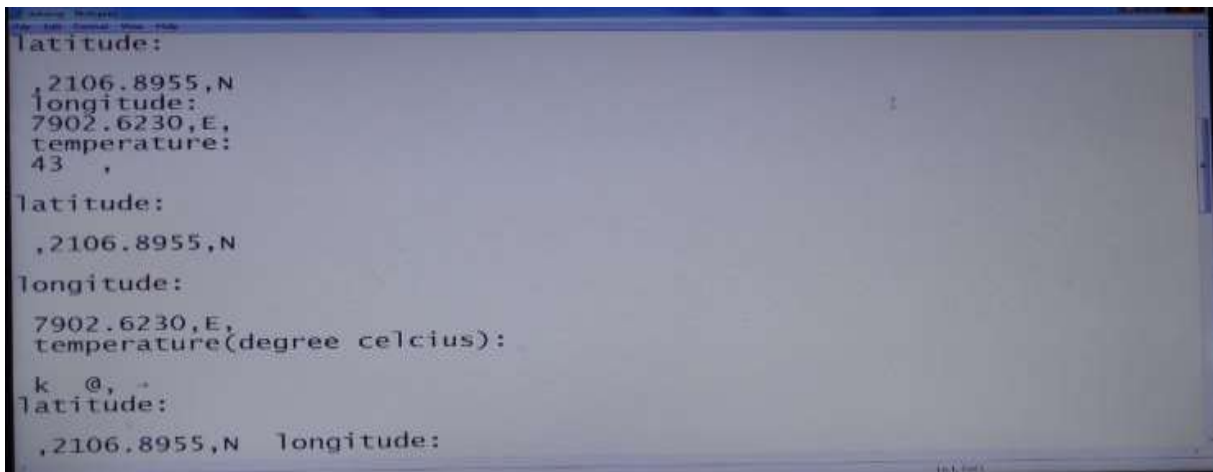 latitude:
,2106.8955,N
longitude:
7902.6230,E,
temperature:
43 ,
latitude:
,2106.8955,N
longitude:
7902.6230,E,
temperature(degree celcius):
k @, →
latitude:
,2106.8955,N longitude: